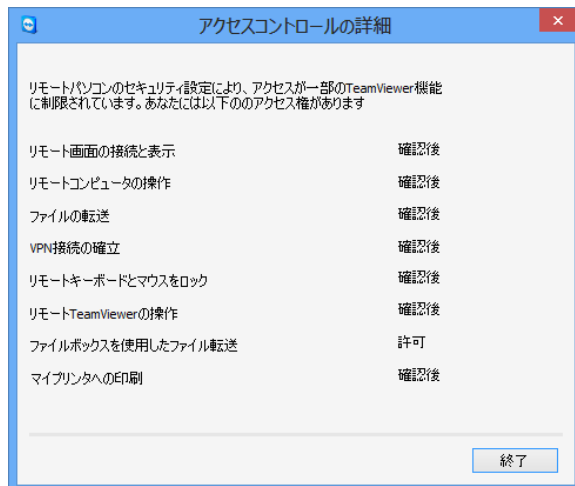 アクセスコントロールの詳細
リモートパソコンのセキュリティ設定により、アクセスが一部のTeamViewer機能
に制限されています。あなたには以下ののアクセス権があります
リモート画面の接続と表示 確認後
リモートコンピュータの操作 確認後
ファイルの転送 確認後
VPN接続の確立 確認後
リモートキーボードとマウスをロック 確認後
リモートTeamViewerの操作 確認後
ファイルボックスを使用したファイル転送 許可
マイプリンタへの印刷 確認後
終了